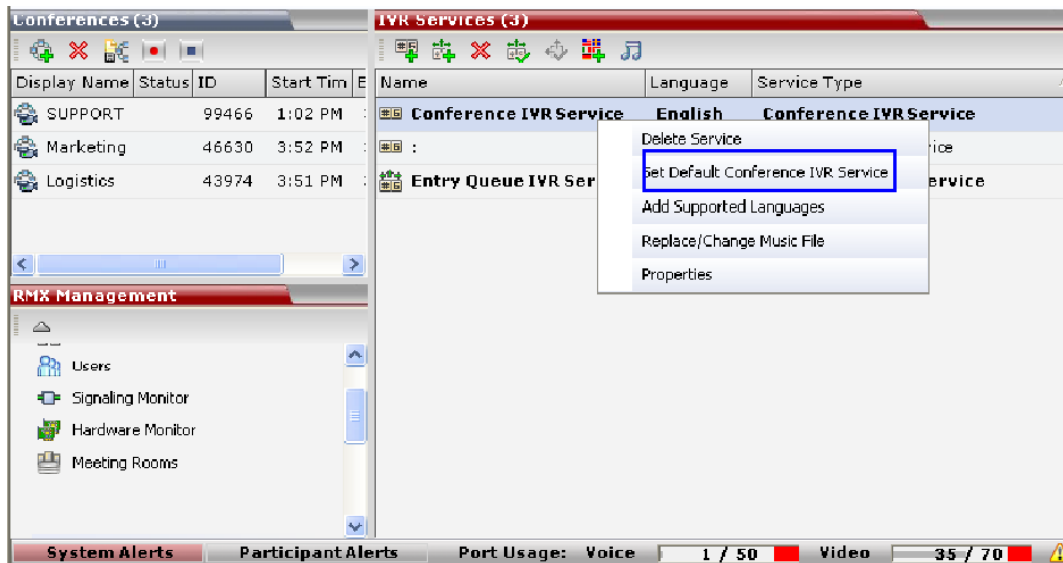 Conferences (3)
Display Name Status ID Start Tim E
SUPPORT 99466 1:02 PM
Marketing 46630 3:52 PM
Logistics 43974 3:51 PM
RMX Management
Users
Signaling Monitor
Hardware Monitor
Meeting Rooms
IVR Services (3)
Name Language Service Type
Conference IVR Service English Conference IVR Service
:
Entry Queue IVR Ser
Delete Service
Set Default Conference IVR Service
Add Supported Languages
Replace/Change Music File
Properties
System Alerts Participant Alerts Port Usage: Voice 1 / 50 Video 35 / 70